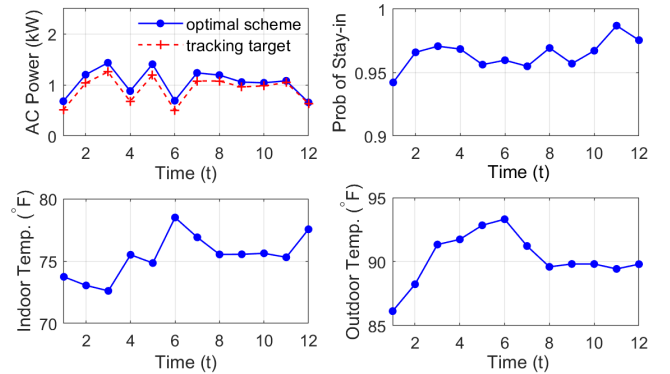 AC Power (kW)
2
1
0
optimal scheme
tracking target
2 4 6 8 10 12
Time (t)
Prob of Stay-in
1
0.95
0.9
2 4 6 8 10 12
Time (t)
Indoor Temp. (°F)
80
75
70
2 4 6 8 10 12
Time (t)
Outdoor Temp. (°F)
95
90
85
2 4 6 8 10 12
Time (t)